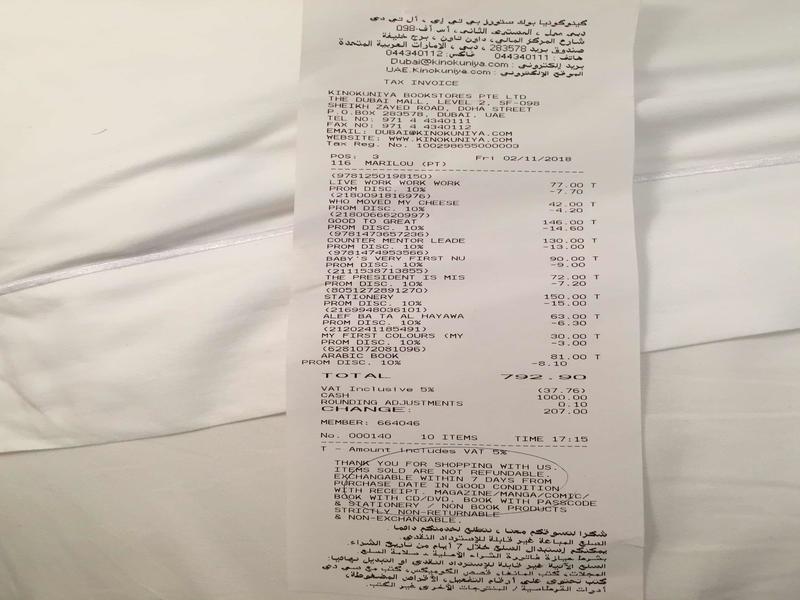 كينوكونيا بوك ستورز بي تي إي ، أل تي دي
دبي مول ، المستوى الثاني، أس أف-098
شارع المركز المالي، داون تاون ، برج خليفة
صندوق بريد 283578 ، دبي ، الإمارات العربية المتحدة
هاتف : 044340111 فاكس: 044340112
بريد إلكتروني : Dubai@kinokuniya.com
الموقع الإلكتروني : UAE.Kinokuniya.com
TAX INVOICE
KINOKUNIYA BOOKSTORES PTE LTD
THE DUBAI MALL, LEVEL 2, SF-098
SHEIKH ZAYED ROAD, DOHA STREET
P.O.BOX 283578, DUBAI, UAE
TEL NO: 971 4 4340111
FAX NO: 971 4 4340112
EMAIL: DUBAI@KINOKUNIYA.COM
WEBSITE: WWW.KINOKUNIYA.COM
Tax Reg. No. 100298655000003
POS: 3 Fri 02/11/2018
116 MARILOU (PT)
(9781250198150)
LIVE WORK WORK WORK 77.00 T
PROM DISC. 10% -7.70
(2180091816976)
WHO MOVED MY CHEESE 42.00 T
PROM DISC. 10% -4.20
(2180066620997)
GOOD TO GREAT 146.00 T
PROM DISC. 10% -14.60
(9781473657236)
COUNTER MENTOR LEADE 130.00 T
PROM DISC. 10% -13.00
(9781474953566)
BABY'S VERY FIRST NU 90.00 T
PROM DISC. 10% -9.00
(2111538713855)
THE PRESIDENT IS MIS 72.00 T
PROM DISC. 10% -7.20
(8051272891270)
STATIONERY 150.00 T
PROM DISC. 10% -15.00
(2169948036101)
ALEF BA TA AL HAYAWA 63.00 T
PROM DISC. 10% -6.30
(2120241185491)
MY FIRST COLOURS (MY 30.00 T
PROM DISC. 10% -3.00
(6281072081096)
ARABIC BOOK 81.00 T
PROM DISC. 10% -8.10
TOTAL 792.90
VAT Inclusive 5% (37.76)
CASH 1000.00
ROUNDING ADJUSTMENTS 0.10
CHANGE: 207.00
MEMBER: 664046
No. 000140 10 ITEMS TIME 17:15
T - Amount includes VAT 5%
THANK YOU FOR SHOPPING WITH US.
ITEMS SOLD ARE NOT REFUNDABLE.
EXCHANGABLE WITHIN 7 DAYS FROM
PURCHASE DATE IN GOOD CONDITION
WITH RECEIPT. MAGAZINE/MANGA/COMIC/
BOOK WITH CD/DVD, BOOK WITH PASSCODE
& STATIONERY / NON BOOK PRODUCTS
STRICTLY NON-RETURNABLE
& NON-EXCHANGABLE.
شكرا لتسوقكم معنا ، نتطلع لخدمتكم دائما .
السلع المباعة غير قابلة للإسترداد النقدي.
يمكنكم إستبدال السلع خلال 7 أيام من تاريخ الشراء.
بشرط حيازة فاتورة الشراء الأصلية ، سلامة السلع.
السلع الآتية غير قابلة للإسترداد النقدي او التبديل نهائيا:
المجلات، كتب المانغا، قصص الكوميكس، كتب مع سي دي
كتب تحتوي على أرقام التفعيل، الأقراص المضغوطة،
أدوات القرطاسية / المنتجات الأخرى غير الكتب.